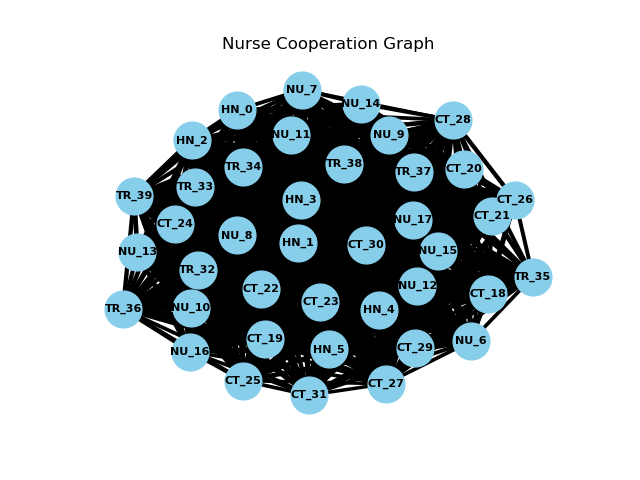 Nurse Cooperation Graph
NU_7
NU_14
HN_0
CT_28
NU_11
NU_9
HN_2
TR_38
TR_34
CT_20
TR_37
TR_33
TR_39
HN_3
CT_26
CT_21
NU_17
CT_24
NU_8
HN_1
CT_30
NU_15
NU_13
TR_32
TR_35
NU_12
CT_22
CT_18
CT_23
NU_10
TR_36
HN_4
CT_19
NU_6
HN_5
CT_29
NU_16
CT_25
CT_27
CT_31